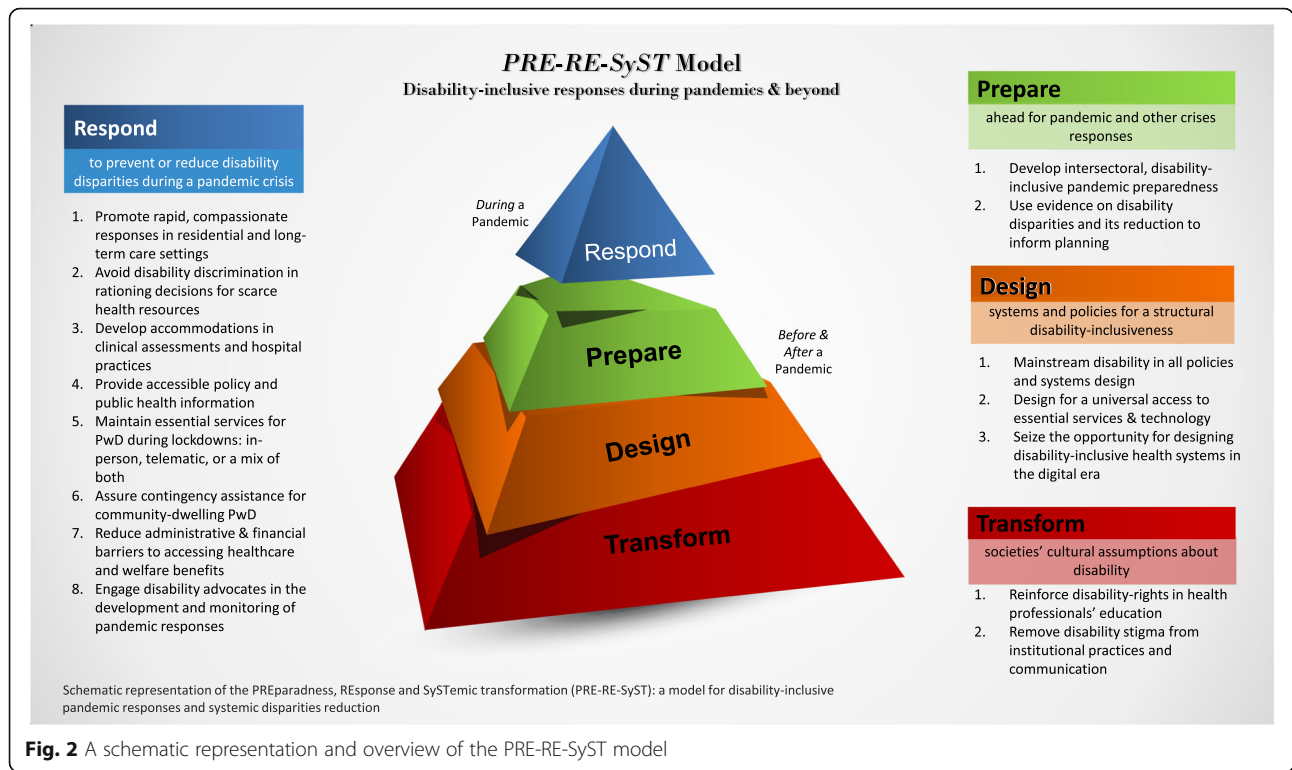 PRE-RE-SyST Model
Disability-inclusive responses during pandemics & beyond
Respond
to prevent or reduce disability
disparities during a pandemic crisis
1. Promote rapid, compassionate
responses in residential and long-
term care settings
2. Avoid disability discrimination in
rationing decisions for scarce
health resources
3. Develop accommodations in
clinical assessments and hospital
practices
4. Provide accessible policy and
public health information
5. Maintain essential services for
PwD during lockdowns: in-
person, telematic, or a mix of
both
6. Assure contingency assistance for
community-dwelling PwD
7. Reduce administrative & financial
barriers to accessing healthcare
and welfare benefits
8. Engage disability advocates in the
development and monitoring of
pandemic responses
During a
Pandemic
Respond
Prepare
Before &
After a
Pandemic
Design
Transform
Prepare
ahead for pandemic and other crises
responses
1. Develop intersectoral, disability-
inclusive pandemic preparedness
2. Use evidence on disability
disparities and its reduction to
inform planning
Design
systems and policies for a structural
disability-inclusiveness
1. Mainstream disability in all policies
and systems design
2. Design for a universal access to
essential services & technology
3. Seize the opportunity for designing
disability-inclusive health systems in
the digital era
Transform
societies’ cultural assumptions about
disability
1. Reinforce disability-rights in health
professionals’ education
2. Remove disability stigma from
institutional practices and
communication
Schematic representation of the PREparadness, REsponse and SySTemic transformation (PRE-RE-SyST): a model for disability-inclusive
pandemic responses and systemic disparities reduction
Fig. 2 A schematic representation and overview of the PRE-RE-SyST model